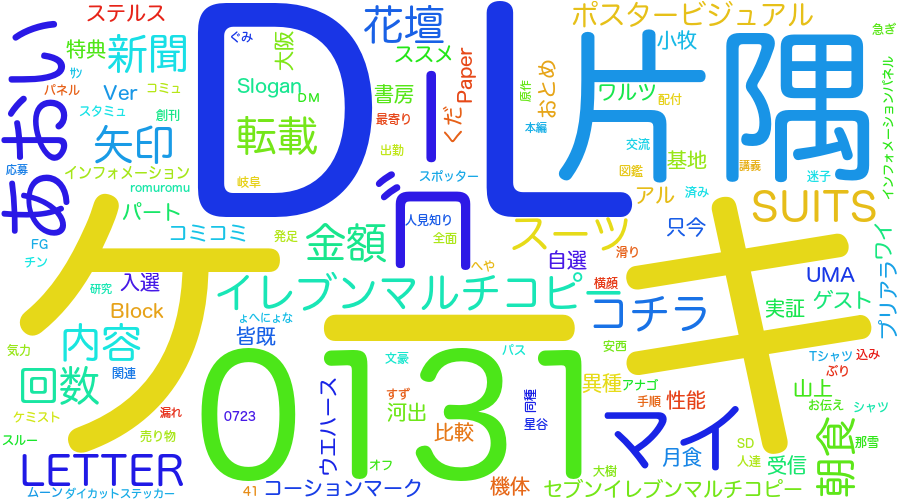 ステルス
花壇
ポスタービジュアル
急ぎ
特典
新聞
ぐみ
大阪
ススメ
小牧
DL
片隅
あおい
サン
パネル
Ver
コミュ
Slogan
DM
書房
Paper
くだ
ー
原作
おとめ
ワルツ
配付
インフォメーションパネル
スタミュ
創刊
転載
最寄り
本編
矢印
出勤
交流
基地
講義
応募
インフォメーション
romuromu
岐阜
スポッター
図鑑
迷子
アル
済み
SUITS
パート
人見知り
FG
コミコミ
発足
金額
全面
スーツ
只今
ワイ
チン
へや
自選
滑り
入選
研究
イレブンマルチコピー
横顔
UMA
プリアラ
Block
ょへにょな
コチラ
実証
ゲスト
ケーキ
皆既
内容
気力
関連
文豪
パス
安西
Tシャツ
込み
ぶり
回数
0131
ウエハース
すず
異種
アナゴ
山上
お伝え
シャツ
ケミスト
漏れ
0723
河出
同種
手順
性能
マイ
スルー
売り物
比較
星谷
朝食
那雪
SD
LETTER
オフ
大樹
月食
人達
受信
ムーンダイカットステッカー
41
コーションマーク
機体
セブンイレブンマルチコピー